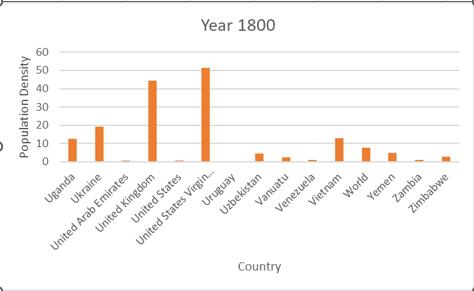 Year 1800
Population Density
60
50
40
30
20
10
0
Uganda
Ukraine
United Arab Emirates
United Kingdom
United States
United States Virgin...
Uruguay
Uzbekistan
Vanuatu
Venezuela
Vietnam
World
Yemen
Zambia
Zimbabwe
Country